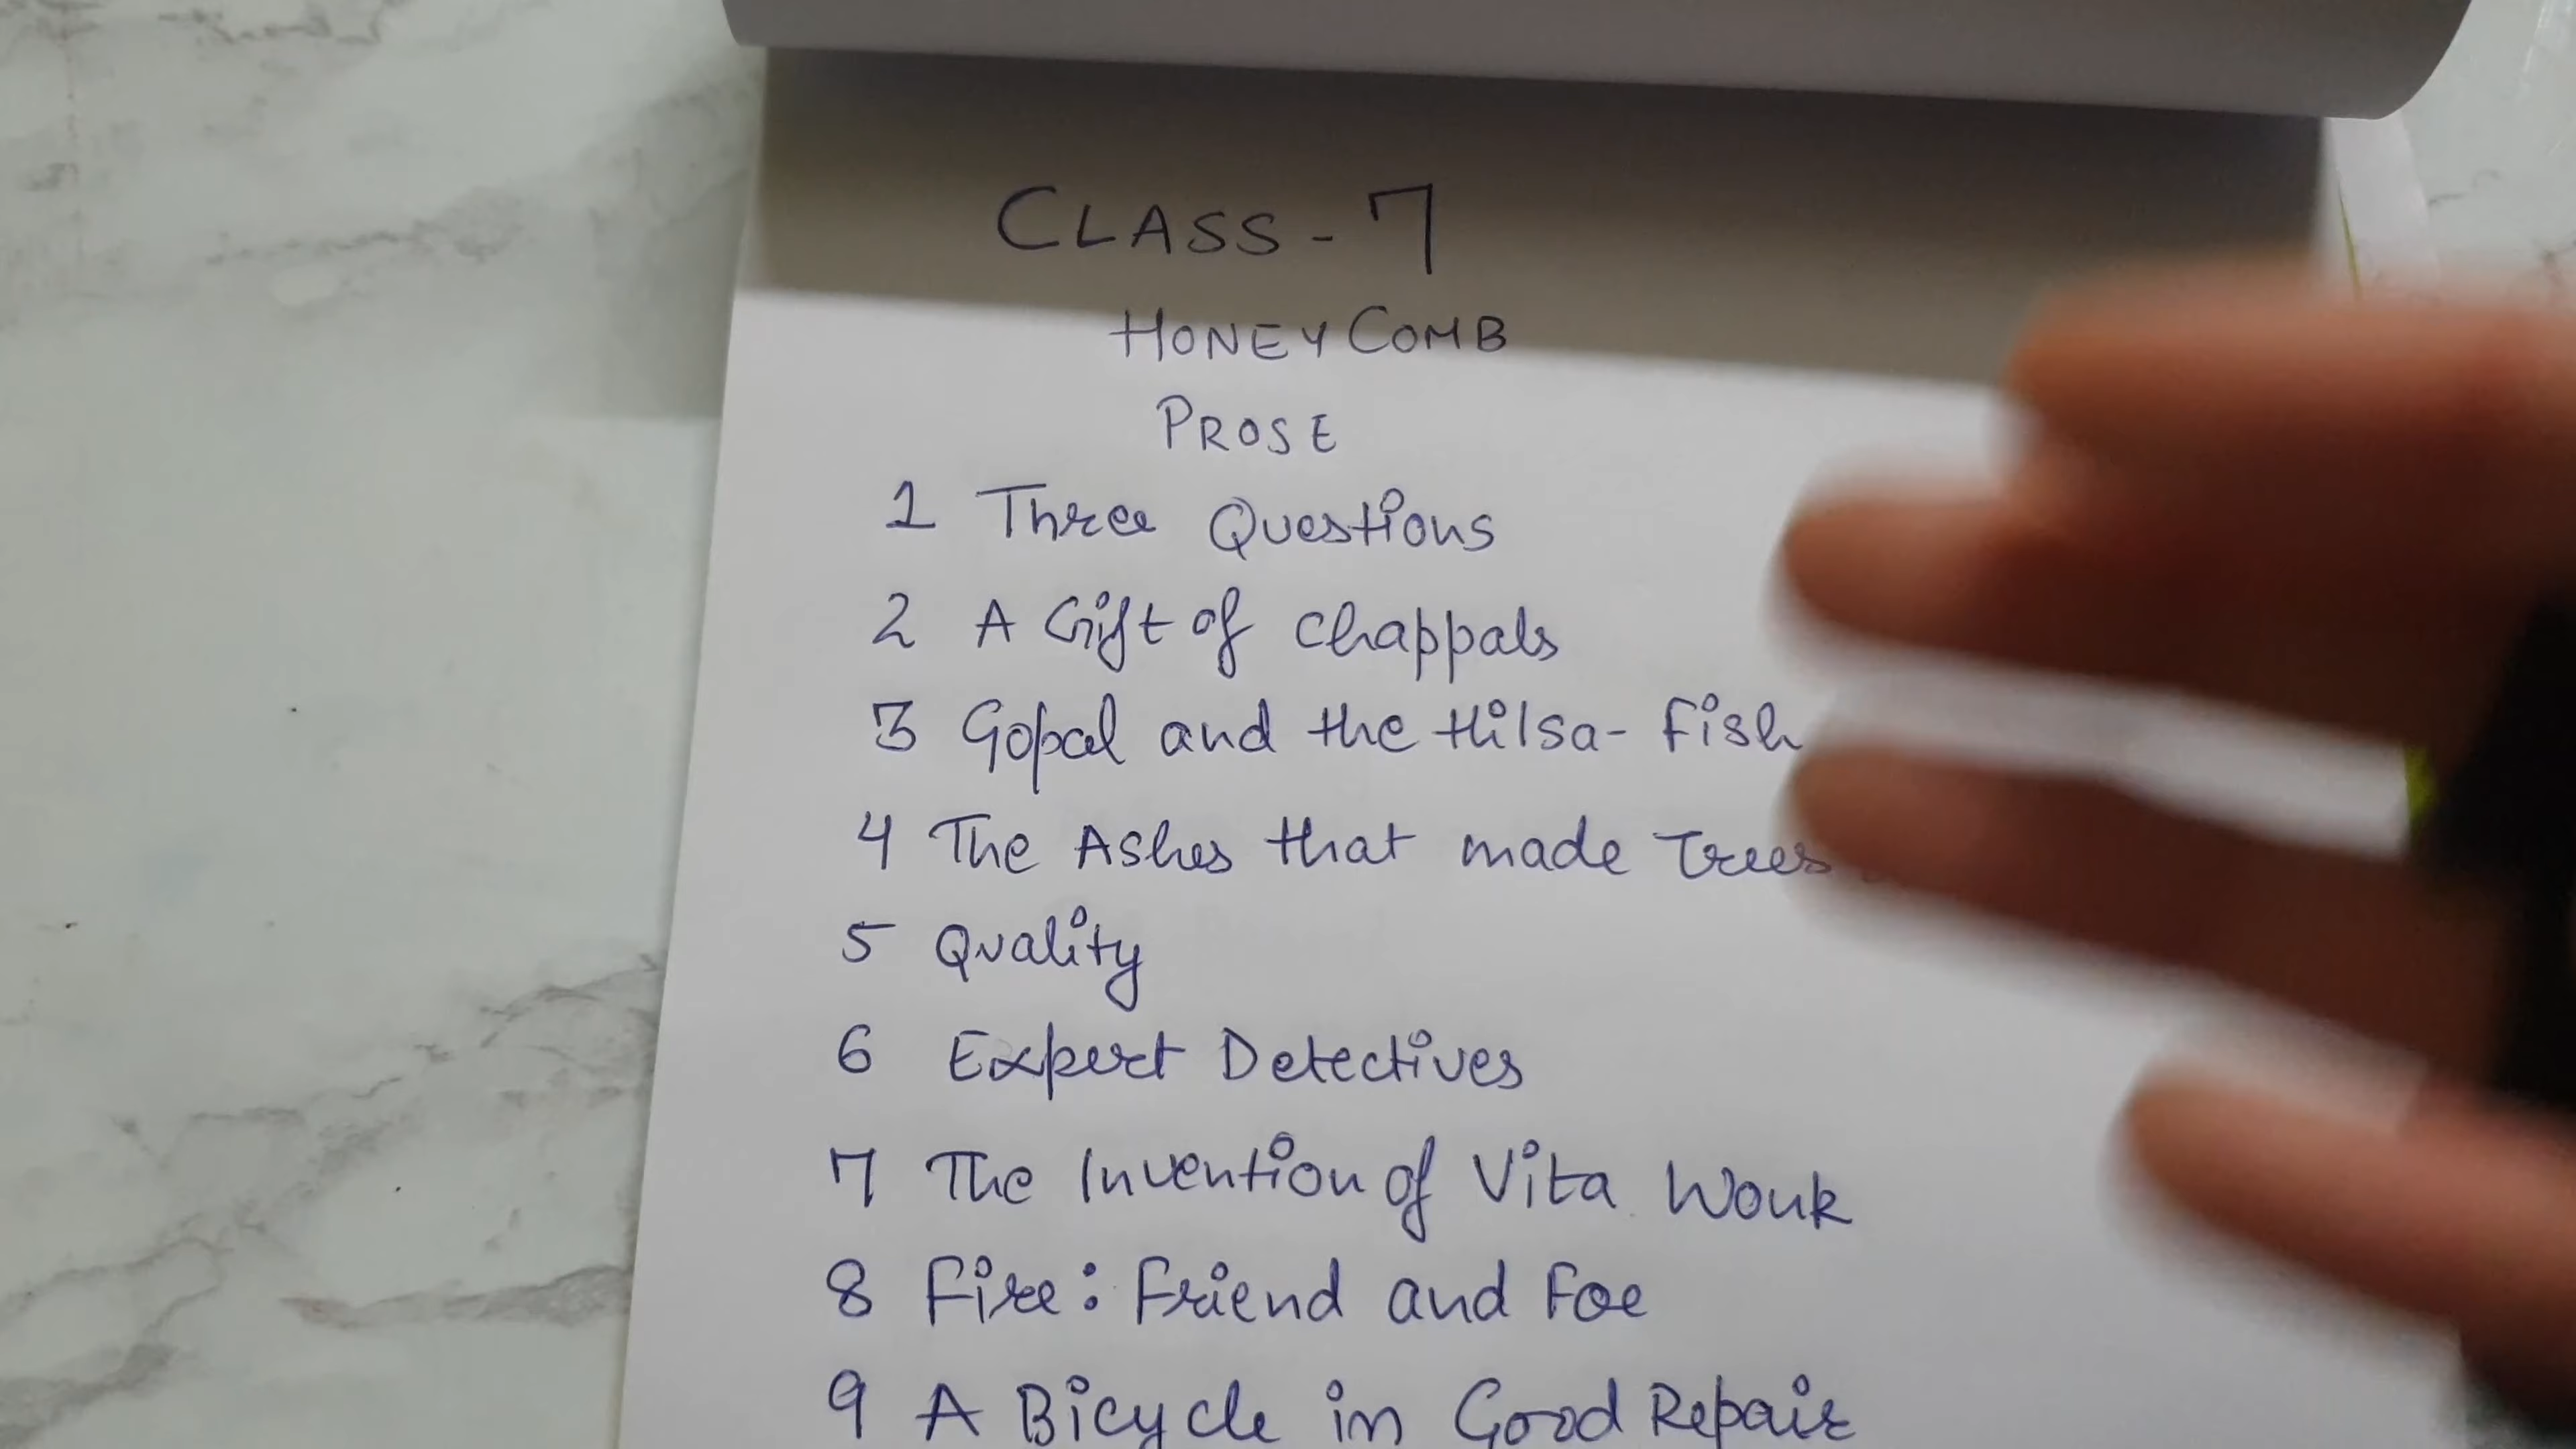 CLASS - 7
HONEYCOMB
PROSE
1 Three Questions
2 A Gift of chappals
3 Gopal and the Hilsa- Fish
4 The Ashes that made Trees
5 Quality
6 Expert Detectives
7 The Invention of Vita Wonk
8 Fire: Friend and Foe
9 A Bicycle in Good Repair